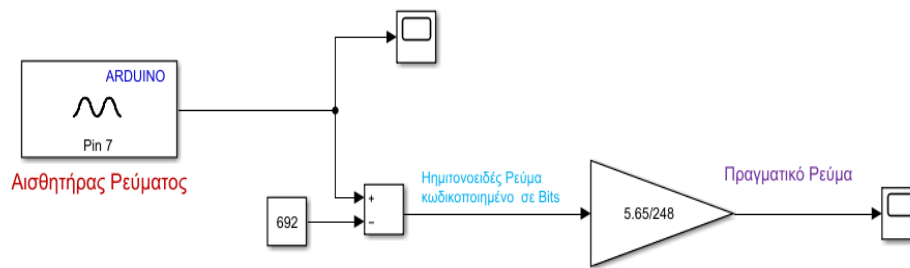 ARDUINO
Pin 7
Αισθητήρας Ρεύματος
692
+
−
Ημιτονοειδές Ρεύμα
κωδικοποιημένο σε Bits
5.65/248
Πραγματικό Ρεύμα